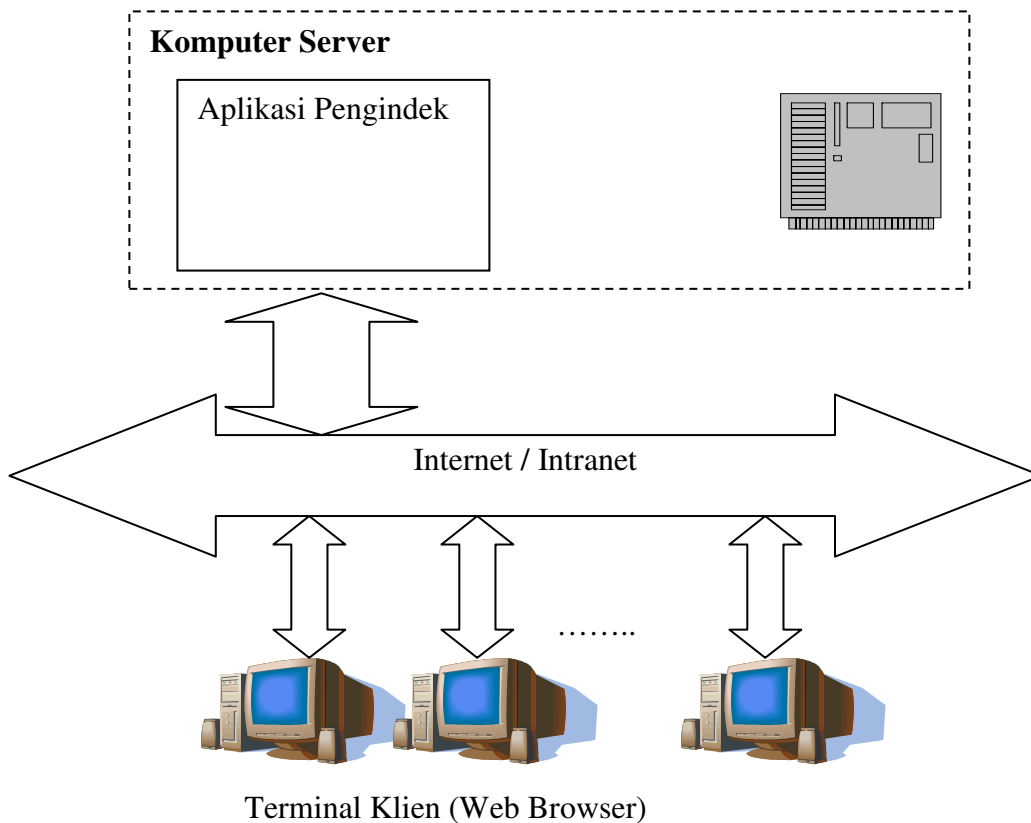 Komputer Server
Aplikasi Pengindek
Internet / Intranet
……..
Terminal Klien (Web Browser)